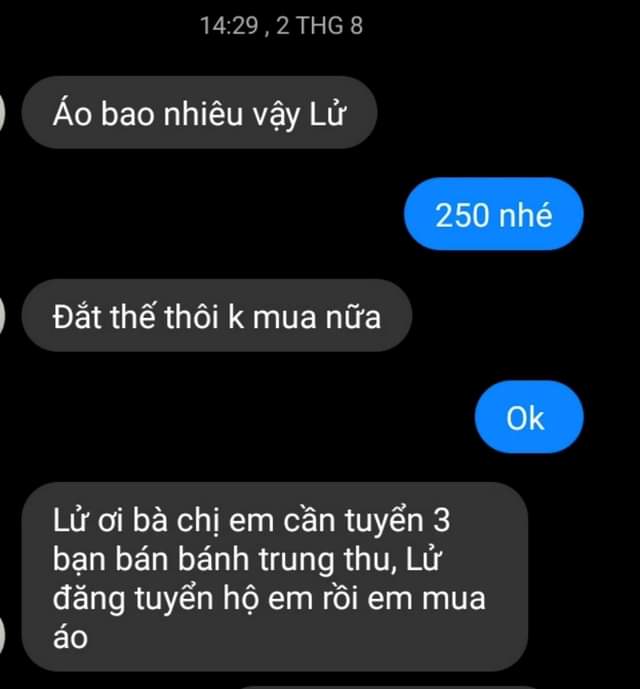 14:29 , 2 THG 8
Áo bao nhiêu vậy Lử
250 nhé
Đắt thế thôi k mua nữa
Ok
Lử ơi bà chị em cần tuyển 3
bạn bán bánh trung thu, Lử
đăng tuyển hộ em rồi em mua
áo